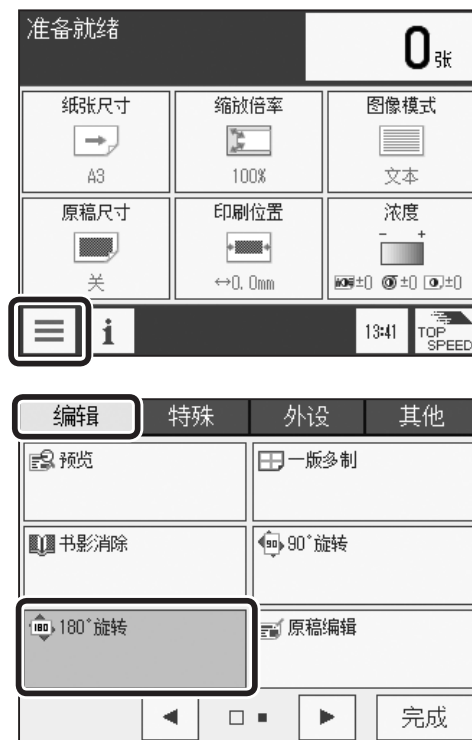 准备就绪
0张
纸张尺寸 缩放倍率 图像模式
A3 100% 文本
原稿尺寸 印刷位置 浓度
- +
关 ↔0.0mm ±0 ±0 ±0
i 13:41 TOP SPEED
编辑 特殊 外设 其他
预览 一版多制
书影消除 90 90°旋转
180 180°旋转 原稿编辑
完成